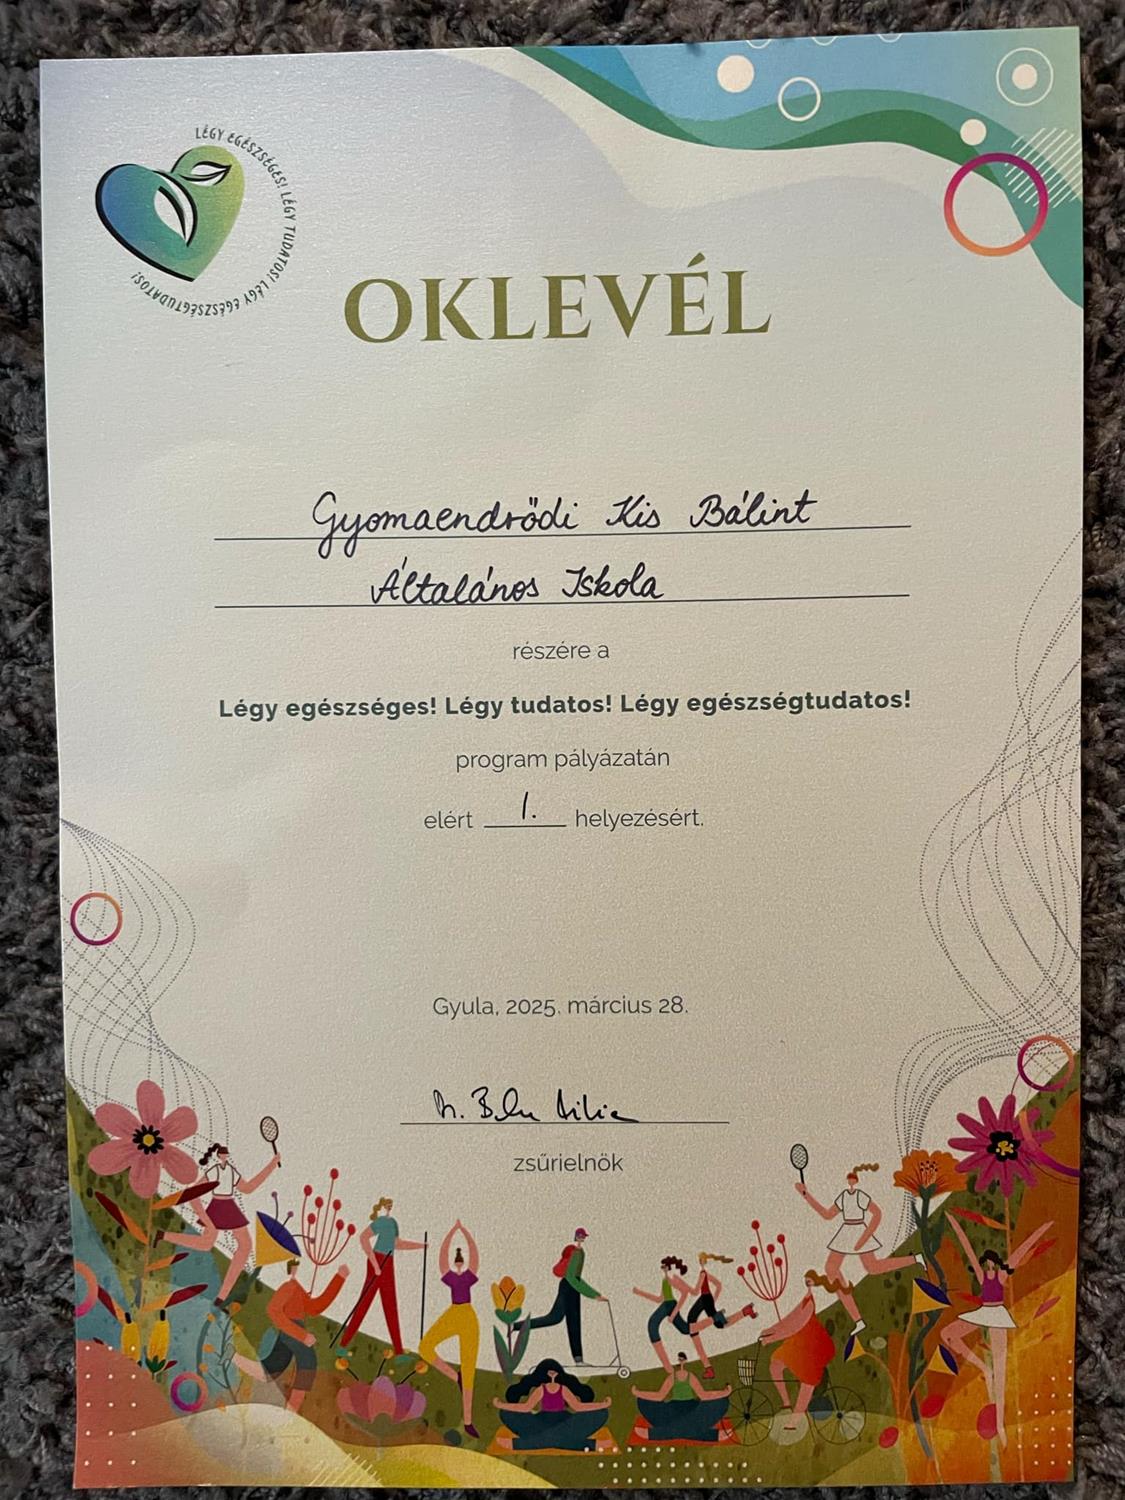 LÉGY EGÉSZSÉGES! LÉGY TUDATOS! LÉGY EGÉSZSÉGTUDATOS!
OKLEVÉL
Gyomaendrődi Kis Bálint
Általános Iskola
részére a
Légy egészséges! Légy tudatos! Légy egészségtudatos!
program pályázatán
elért 1. helyezésért.
Gyula, 2025. március 28.
zsűrielnök